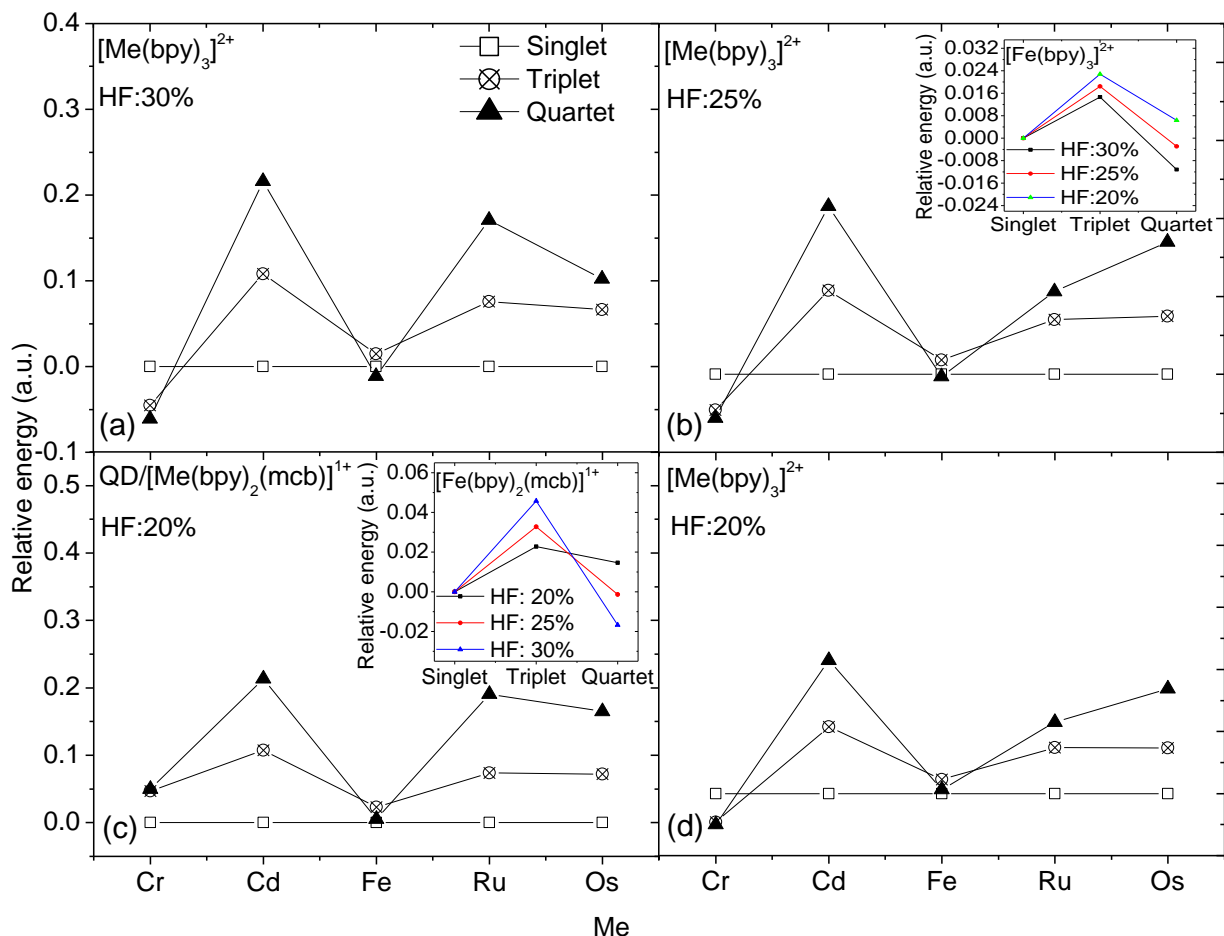 [Me(bpy)₃]²⁺
HF:30%
Singlet
Triplet
Quartet
0.4
0.3
0.2
0.1
0.0
-0.1
(a)
[Me(bpy)₃]²⁺
HF:25%
[Fe(bpy)₃]²⁺
0.032
0.024
0.016
0.008
0.000
-0.008
-0.016
-0.024
Relative energy (a.u.)
HF:30%
HF:25%
HF:20%
Singlet Triplet Quartet
(b)
Relative energy (a.u.)
QD/[Me(bpy)₂(mcb)]¹⁺
HF:20%
0.5
0.4
0.3
0.2
0.1
0.0
[Fe(bpy)₂(mcb)]¹⁺
0.06
0.04
0.02
0.00
-0.02
Relative energy (a.u.)
HF: 20%
HF: 25%
HF: 30%
Singlet Triplet Quartet
(c)
[Me(bpy)₃]²⁺
HF:20%
(d)
Cr Cd Fe Ru Os
Cr Cd Fe Ru Os
Me